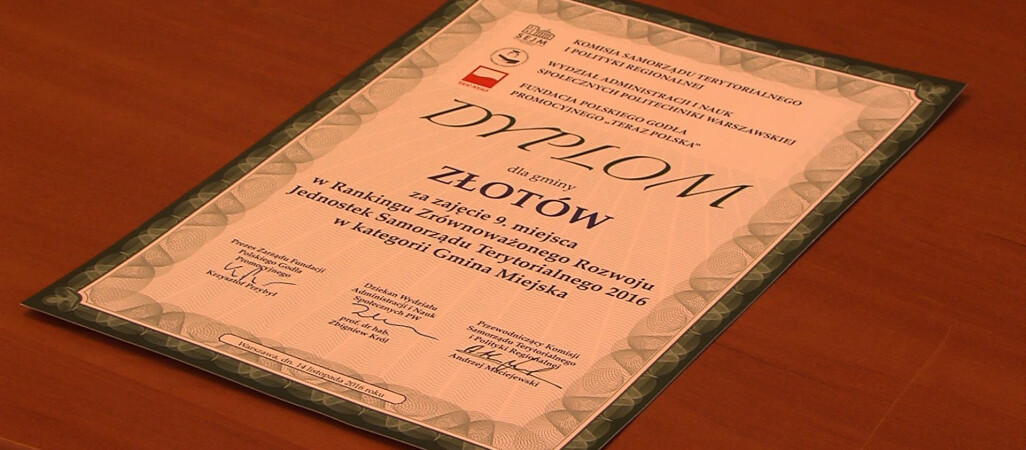 SEJM
KOMISJA SAMORZĄDU TERYTORIALNEGO
I POLITYKI REGIONALNEJ
WYDZIAŁ ADMINISTRACJI I NAUK
SPOŁECZNYCH POLITECHNIKI WARSZAWSKIEJ
FUNDACJA POLSKIEGO GODŁA
PROMOCYJNEGO „TERAZ POLSKA”
DYPLOM
dla gminy
ZŁOTÓW
za zajęcie 9. miejsca
w Rankingu Zrównoważonego Rozwoju
Jednostek Samorządu Terytorialnego 2016
w kategorii Gmina Miejska
Prezes Zarządu Fundacji
Polskiego Godła
Promocyjnego
Krzysztof Przybył
Dziekan Wydziału
Administracji i Nauk
Społecznych PW
prof. dr hab.
Zbigniew Król
Przewodniczący Komisji
Samorządu Terytorialnego
i Polityki Regionalnej
Andrzej Maciejewski
Warszawa, dn. 14 listopada 2016 roku